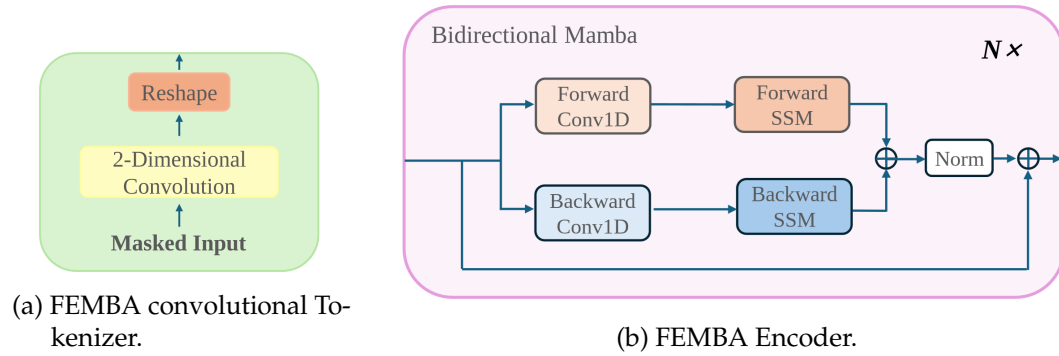 Reshape
2-Dimensional
Convolution
Masked Input
(a) FEMBA convolutional To-
kenizer.
Bidirectional Mamba
N×
Forward
Conv1D
Forward
SSM
Backward
Conv1D
Backward
SSM
Norm
(b) FEMBA Encoder.